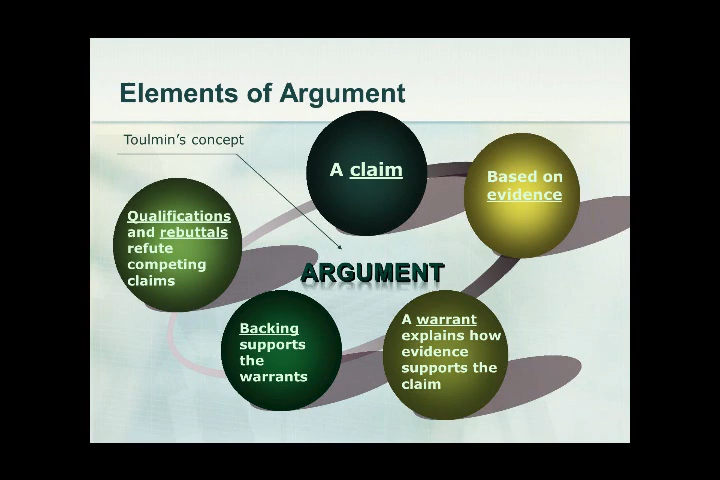 Elements of Argument
Toulmin's concept
A claim
Based on
evidence
Qualifications
and rebuttals
refute
competing
claims
ARGUMENT
Backing
supports
the
warrants
A warrant
explains how
evidence
supports the
claim